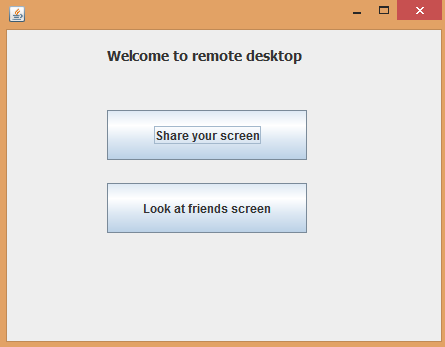 Welcome to remote desktop
Share your screen
Look at friends screen